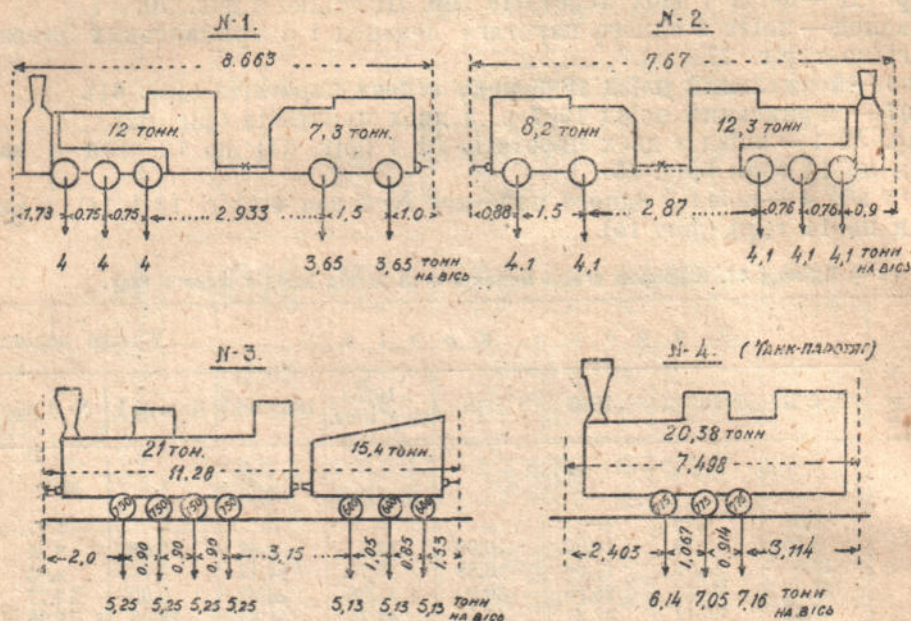 N-1.
8.663
12 тонн.
7,3 тонн.
1,73 0,75 0,75 2.933 1,5 1.0
4 4 4 3,65 3,65 ТОНН НА ВІСЬ
N-2.
7.67
8,2 тонн
12,3 тонн
0,88 1.5 2,87 0,76 0,76 0,9
4.1 4,1 4,1 4,1 4,1 ТОНН НА ВІСЬ
N-3.
21 тон.
15,4 тонн.
11.28
750 750 750 750 600 600 600
2,0 0.90 0.90 0.90 3,15 1,05 0,85 1.53
5,25 5,25 5,25 5,25 5,13 5,13 5,13 ТОНН НА ВІСЬ
N-4. (ТАНК-ПАРОТЯГ)
20,38 тонн
7,498
775 775 775
2,403 1,067 0,914 3,114
6,14 7,05 7,16 ТОНН НА ВІСЬ